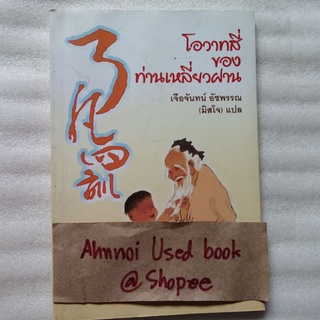 了凡四訓
โอวาทสี่
ของ
ท่านเหลี่ยวฝาน
เจือจันทน์ อัชพรรณ
(มิสโจ) แปล
Ahnnoi Used book
@ Shopee